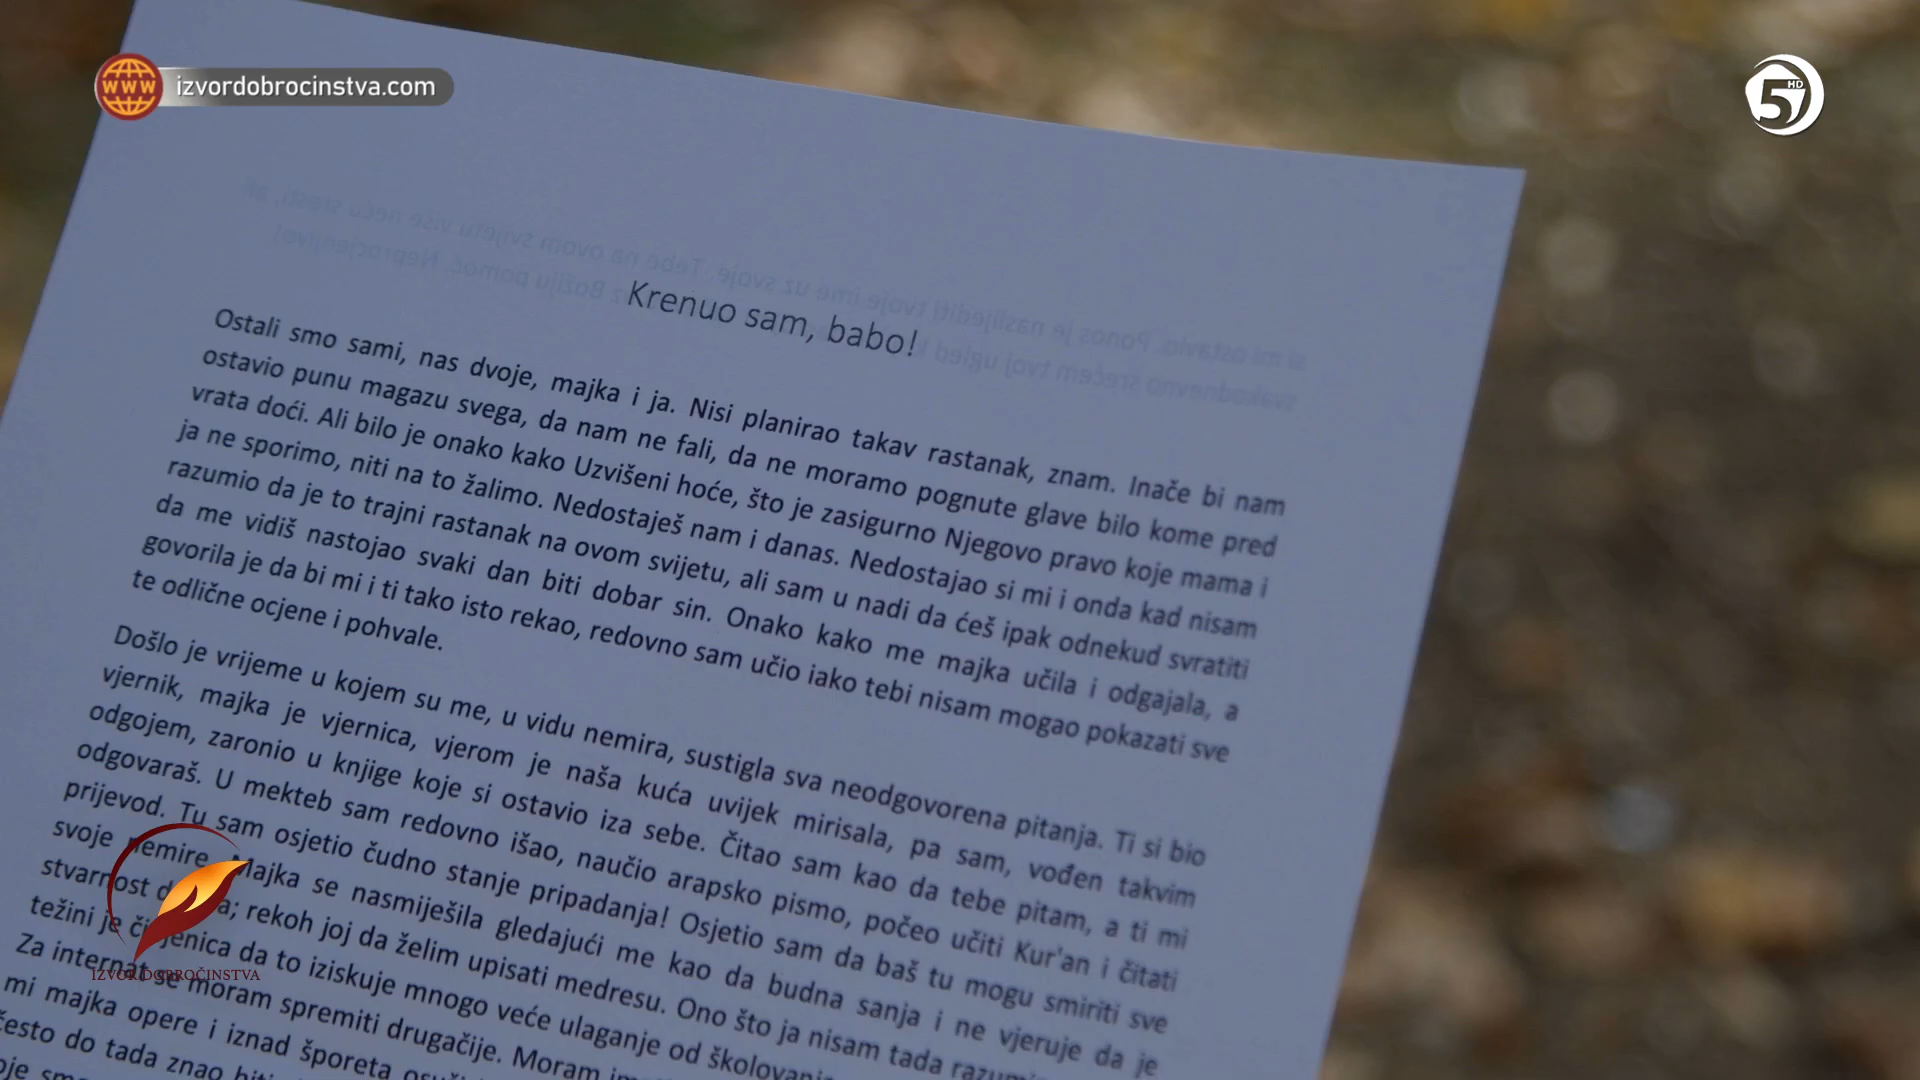 www izvordobrocinstva.com
5 HD
Krenuo sam, babo!
Ostali smo sami, nas dvoje, majka i ja. Nisi planirao takav rastanak, znam. Inače bi nam
ostavio punu magazu svega, da nam ne fali, da ne moramo pognute glave bilo kome pred
vrata doći. Ali bilo je onako kako Uzvišeni hoće, što je zasigurno Njegovo pravo koje mama i
ja ne sporimo, niti na to žalimo. Nedostaješ nam i danas. Nedostajao si mi i onda kad nisam
razumio da je to trajni rastanak na ovom svijetu, ali sam u nadi da ćeš ipak odnekud svratiti
da me vidiš nastojao svaki dan biti dobar sin. Onako kako me majka učila i odgajala, a
govorila je da bi mi i ti tako isto rekao, redovno sam učio iako tebi nisam mogao pokazati sve
te odlične ocjene i pohvale.
Došlo je vrijeme u kojem su me, u vidu nemira, sustigla sva neodgovorena pitanja. Ti si bio
vjernik, majka je vjernica, vjerom je naša kuća uvijek mirisala, pa sam, vođen takvim
odgojem, zaronio u knjige koje si ostavio iza sebe. Čitao sam kao da tebe pitam, a ti mi
odgovaraš. U mekteb sam redovno išao, naučio arapsko pismo, počeo učiti Kur'an i čitati
prijevod. Tu sam osjetio čudno stanje pripadanja! Osjetio sam da baš tu mogu smiriti sve
svoje nemire. Majka se nasmiješila gledajući me kao da budna sanja i ne vjeruje da je
stvarnost rekoh joj da želim upisati medresu. Ono što ja nisam tada
težini je da to iziskuje mnogo veće ulaganje od
Za internat se moram spremiti drugačije. Moram
mi majka opere i iznad šporeta
često do tada znao biti
IZVOR DOBROČINSTVA